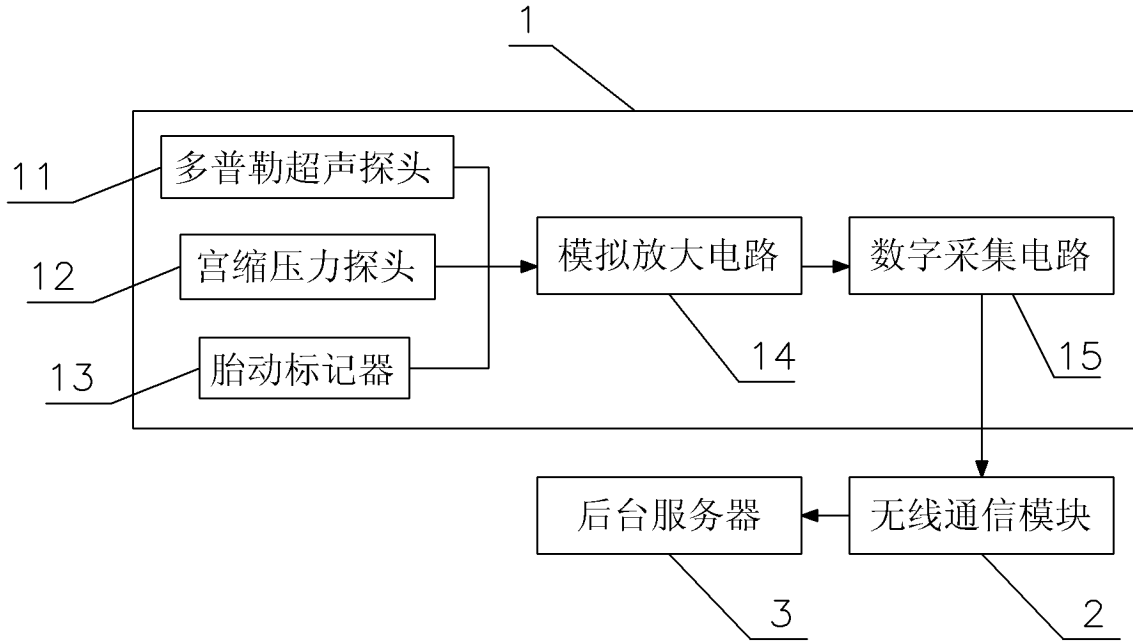 1
11
多普勒超声探头
12
宫缩压力探头
模拟放大电路
数字采集电路
13
胎动标记器
14
15
后台服务器
无线通信模块
3
2